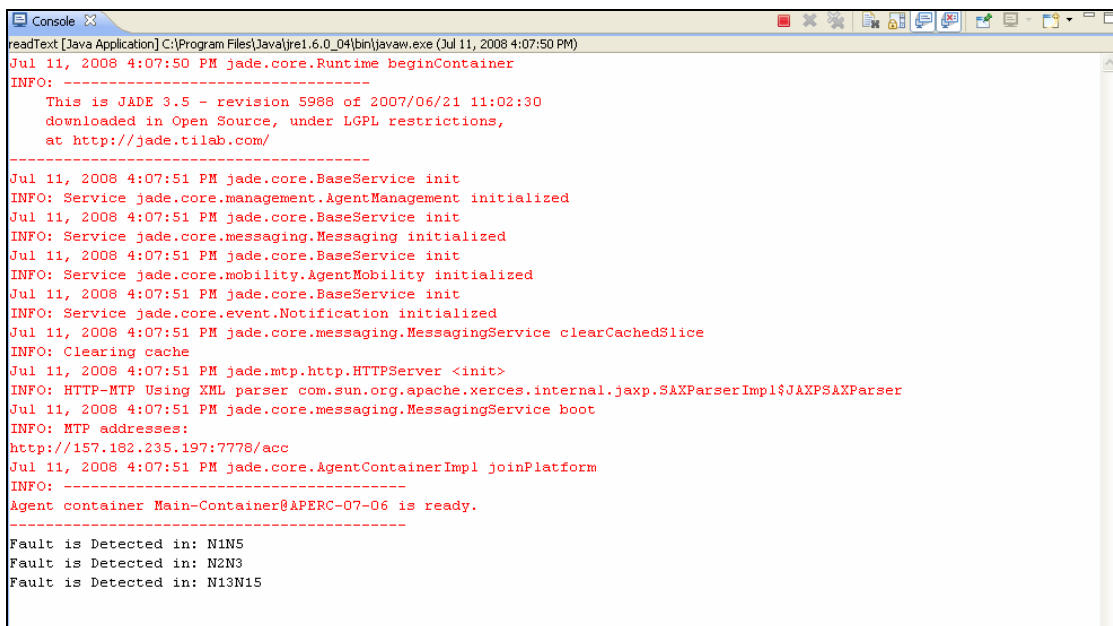 Console
readText [Java Application] C:\Program Files\Java\jre1.6.0_04\bin\javaw.exe (Jul 11, 2008 4:07:50 PM)
Jul 11, 2008 4:07:50 PM jade.core.Runtime beginContainer
INFO: ----------------------------------
    This is JADE 3.5 - revision 5988 of 2007/06/21 11:02:30
    downloaded in Open Source, under LGPL restrictions,
    at http://jade.tilab.com/
----------------------------------------
Jul 11, 2008 4:07:51 PM jade.core.BaseService init
INFO: Service jade.core.management.AgentManagement initialized
Jul 11, 2008 4:07:51 PM jade.core.BaseService init
INFO: Service jade.core.messaging.Messaging initialized
Jul 11, 2008 4:07:51 PM jade.core.BaseService init
INFO: Service jade.core.mobility.AgentMobility initialized
Jul 11, 2008 4:07:51 PM jade.core.BaseService init
INFO: Service jade.core.event.Notification initialized
Jul 11, 2008 4:07:51 PM jade.core.messaging.MessagingService clearCachedSlice
INFO: Clearing cache
Jul 11, 2008 4:07:51 PM jade.mtp.http.HTTPServer <init>
INFO: HTTP-MTP Using XML parser com.sun.org.apache.xerces.internal.jaxp.SAXParserImpl$JAXPSAXParser
Jul 11, 2008 4:07:51 PM jade.core.messaging.MessagingService boot
INFO: MTP addresses:
http://157.182.235.197:7778/acc
Jul 11, 2008 4:07:51 PM jade.core.AgentContainerImpl joinPlatform
INFO: --------------------------------------
Agent container Main-Container@APERC-07-06 is ready.
--------------------------------------------
Fault is Detected in: N1N5
Fault is Detected in: N2N3
Fault is Detected in: N13N15